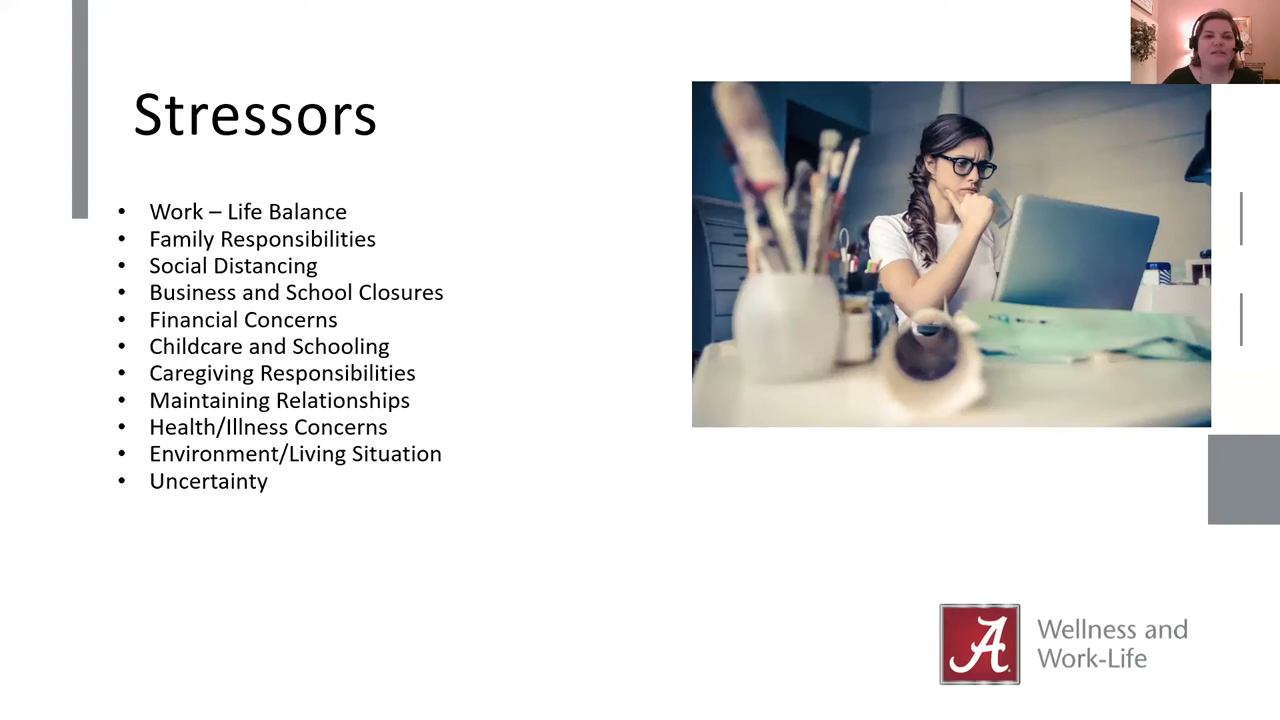 Stressors
• Work – Life Balance
• Family Responsibilities
• Social Distancing
• Business and School Closures
• Financial Concerns
• Childcare and Schooling
• Caregiving Responsibilities
• Maintaining Relationships
• Health/Illness Concerns
• Environment/Living Situation
• Uncertainty
A
Wellness and
Work-Life